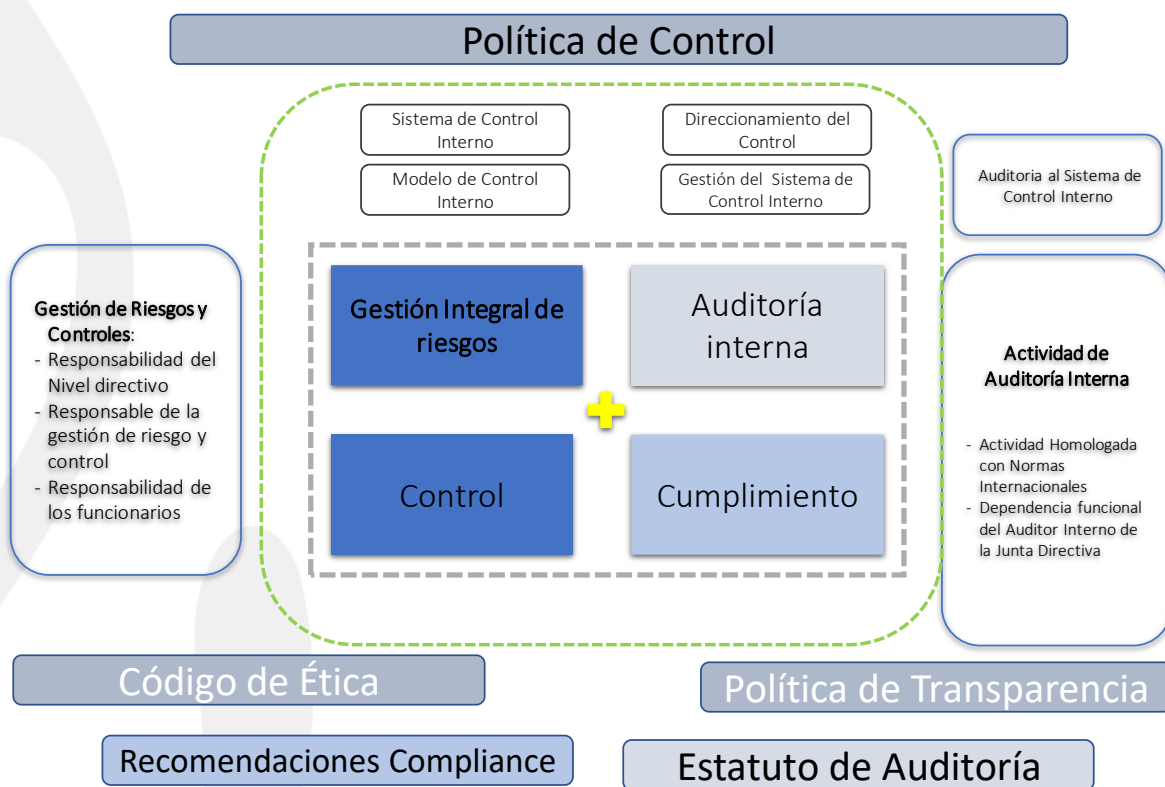 Política de Control
Sistema de Control
Interno
Direccionamiento del
Control
Modelo de Control
Interno
Gestión del Sistema de
Control Interno
Auditoria al Sistema de
Control Interno
Gestión de Riesgos y
Controles:
- Responsabilidad del
Nivel directivo
- Responsable de la
gestión de riesgo y
control
- Responsabilidad de
los funcionarios
Gestión Integral de
riesgos
Auditoría
interna
Control
Cumplimiento
Actividad de
Auditoría Interna
- Actividad Homologada
con Normas
Internacionales
- Dependencia funcional
del Auditor Interno de
la Junta Directiva
Código de Ética
Política de Transparencia
Recomendaciones Compliance
Estatuto de Auditoría